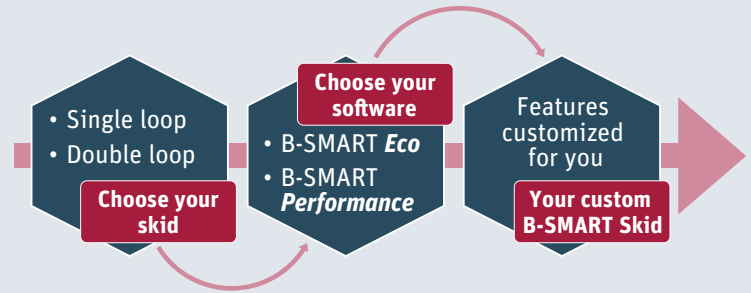 • Single loop
• Double loop
Choose your
skid
Choose your
software
• B-SMART Eco
• B-SMART
Performance
Features
customized
for you
Your custom
B-SMART Skid